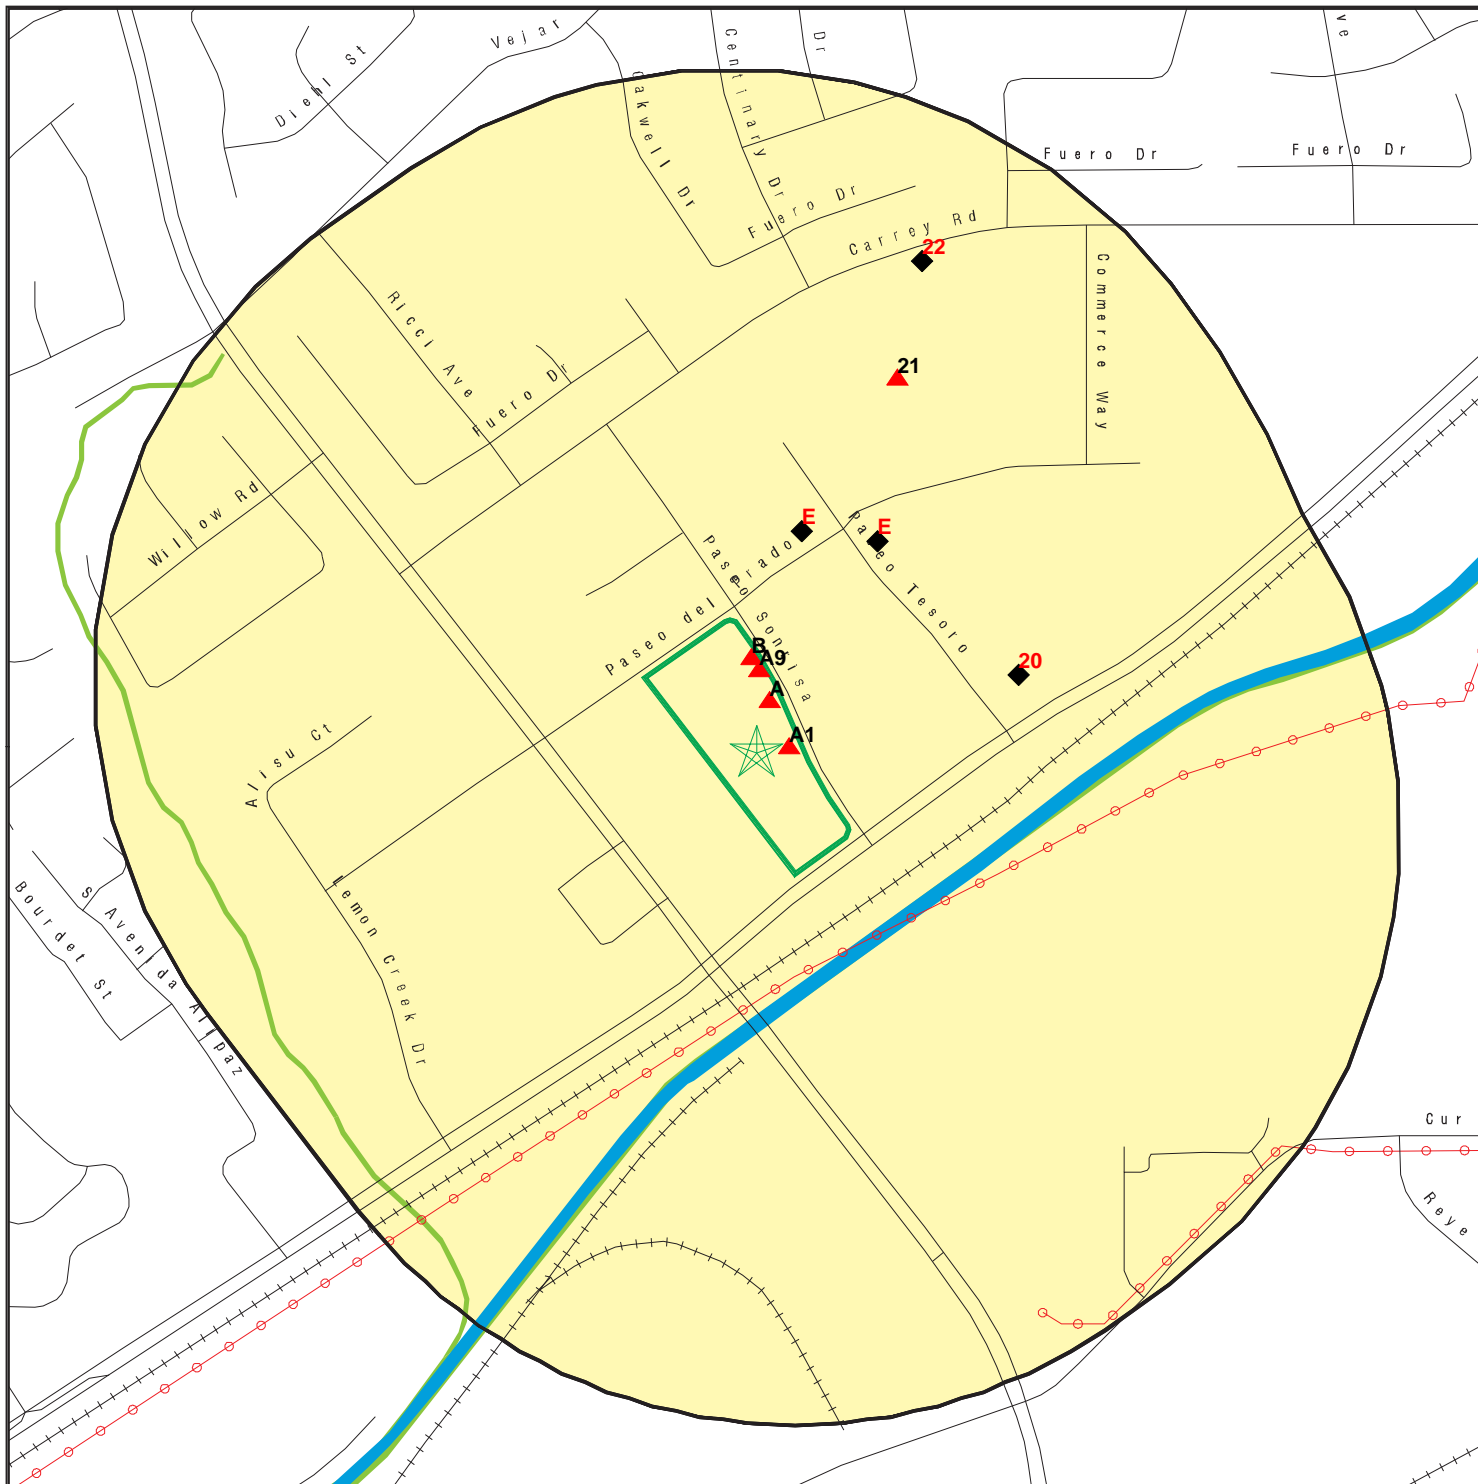 Vejar
Diehl St
Oakwell Dr
Centinary Dr
Dr
ve
Fuero Dr
Fuero Dr
Fuero Dr
Carrey Rd
22
Commerce Way
Ricci Ave
Fuero Dr
21
Willow Rd
E
E
Paseo del Prado
Paseo Sonrisa
Paseo Tesoro
B
A9
A
20
A1
Alisu Ct
Lemon Creek Dr
S Avenida Alipaz
Bourdet St
Cur
Reye